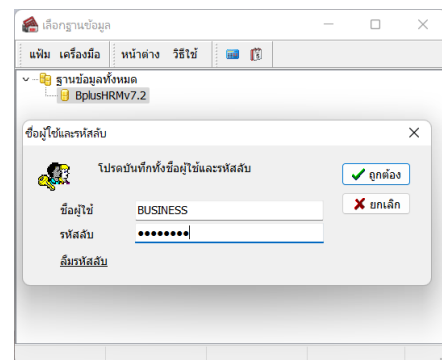 เลือกฐานข้อมูล
แฟ้ม เครื่องมือ หน้าต่าง วิธีใช้
ฐานข้อมูลทั้งหมด
BplusHRMv7.2
ชื่อผู้ใช้และรหัสลับ
โปรดบันทึกทั้งชื่อผู้ใช้และรหัสลับ
ถูกต้อง
ชื่อผู้ใช้ BUSINESS
ยกเลิก
รหัสลับ ●●●●●●●●
ลืมรหัสลับ